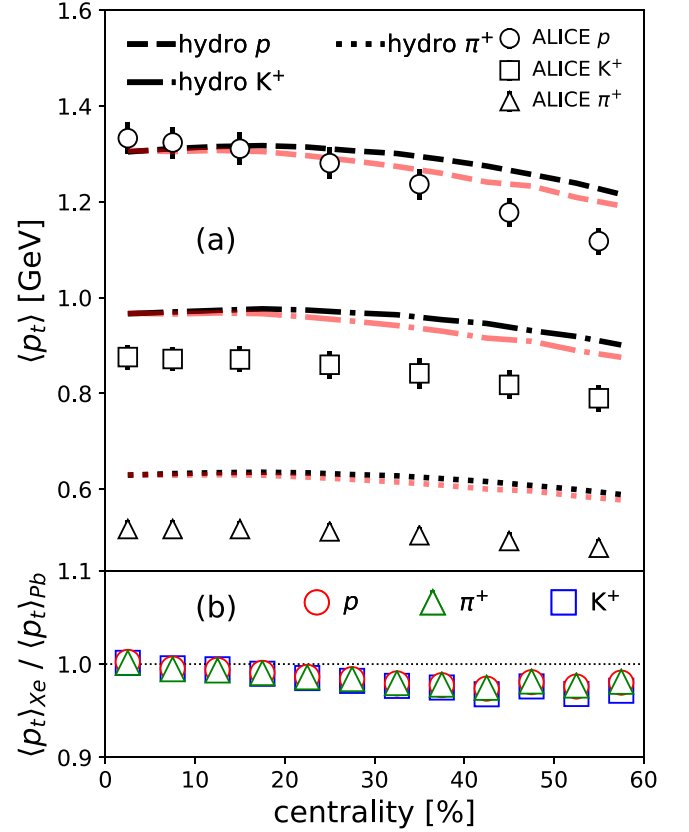 1.6
hydro p
hydro π⁺
hydro K⁺
ALICE p
ALICE K⁺
ALICE π⁺
1.4
1.2
(a)
⟨pₜ⟩ [GeV]
1.0
0.8
0.6
1.1
(b)
p
π⁺
K⁺
⟨pₜ⟩Xe / ⟨pₜ⟩Pb
1.0
0.9
0 10 20 30 40 50 60
centrality [%]